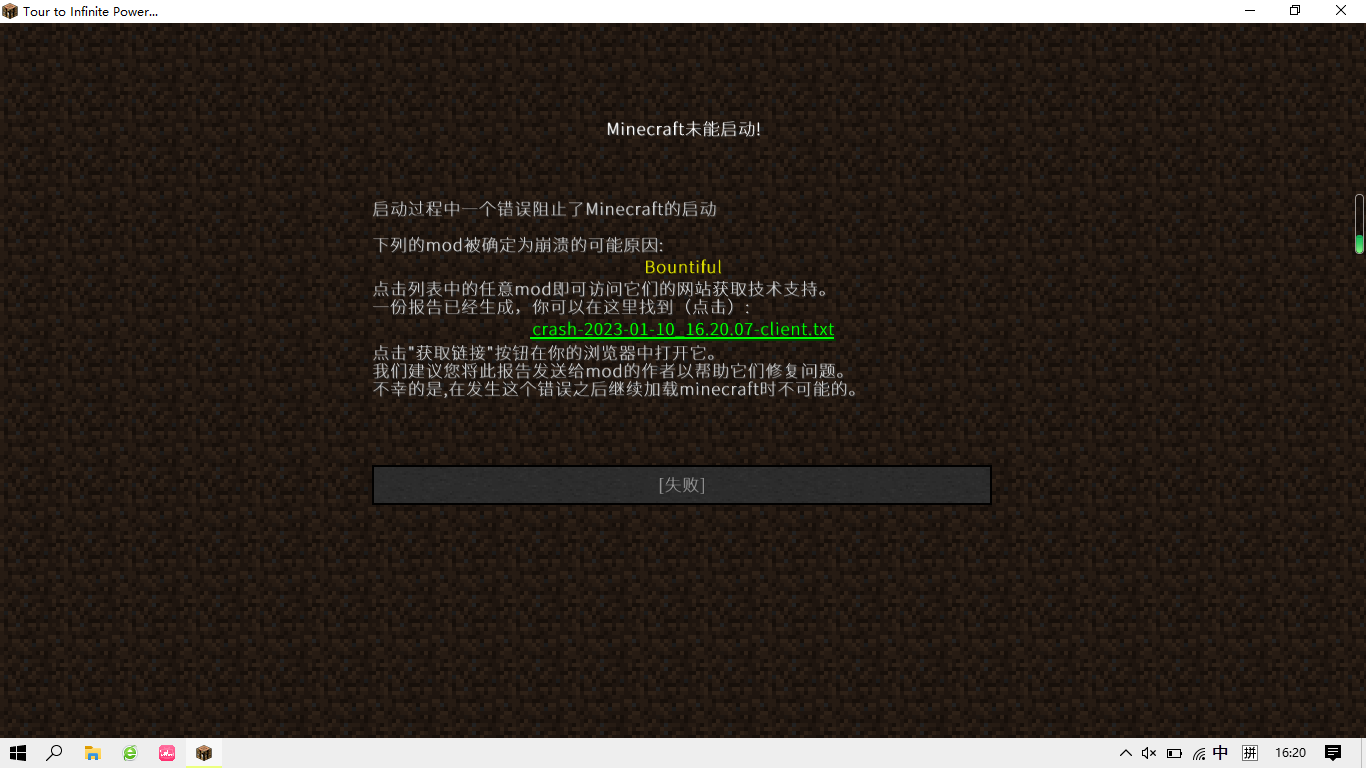 Tour to Infinite Power...
Minecraft未能启动!
启动过程中一个错误阻止了Minecraft的启动
下列的mod被确定为崩溃的可能原因:
Bountiful
点击列表中的任意mod即可访问它们的网站获取技术支持。
一份报告已经生成，你可以在这里找到（点击）:
crash-2023-01-10_16.20.07-client.txt
点击"获取链接"按钮在你的浏览器中打开它。
我们建议您将此报告发送给mod的作者以帮助它们修复问题。
不幸的是,在发生这个错误之后继续加载minecraft时不可能的。
[失败]
中 拼 16:20